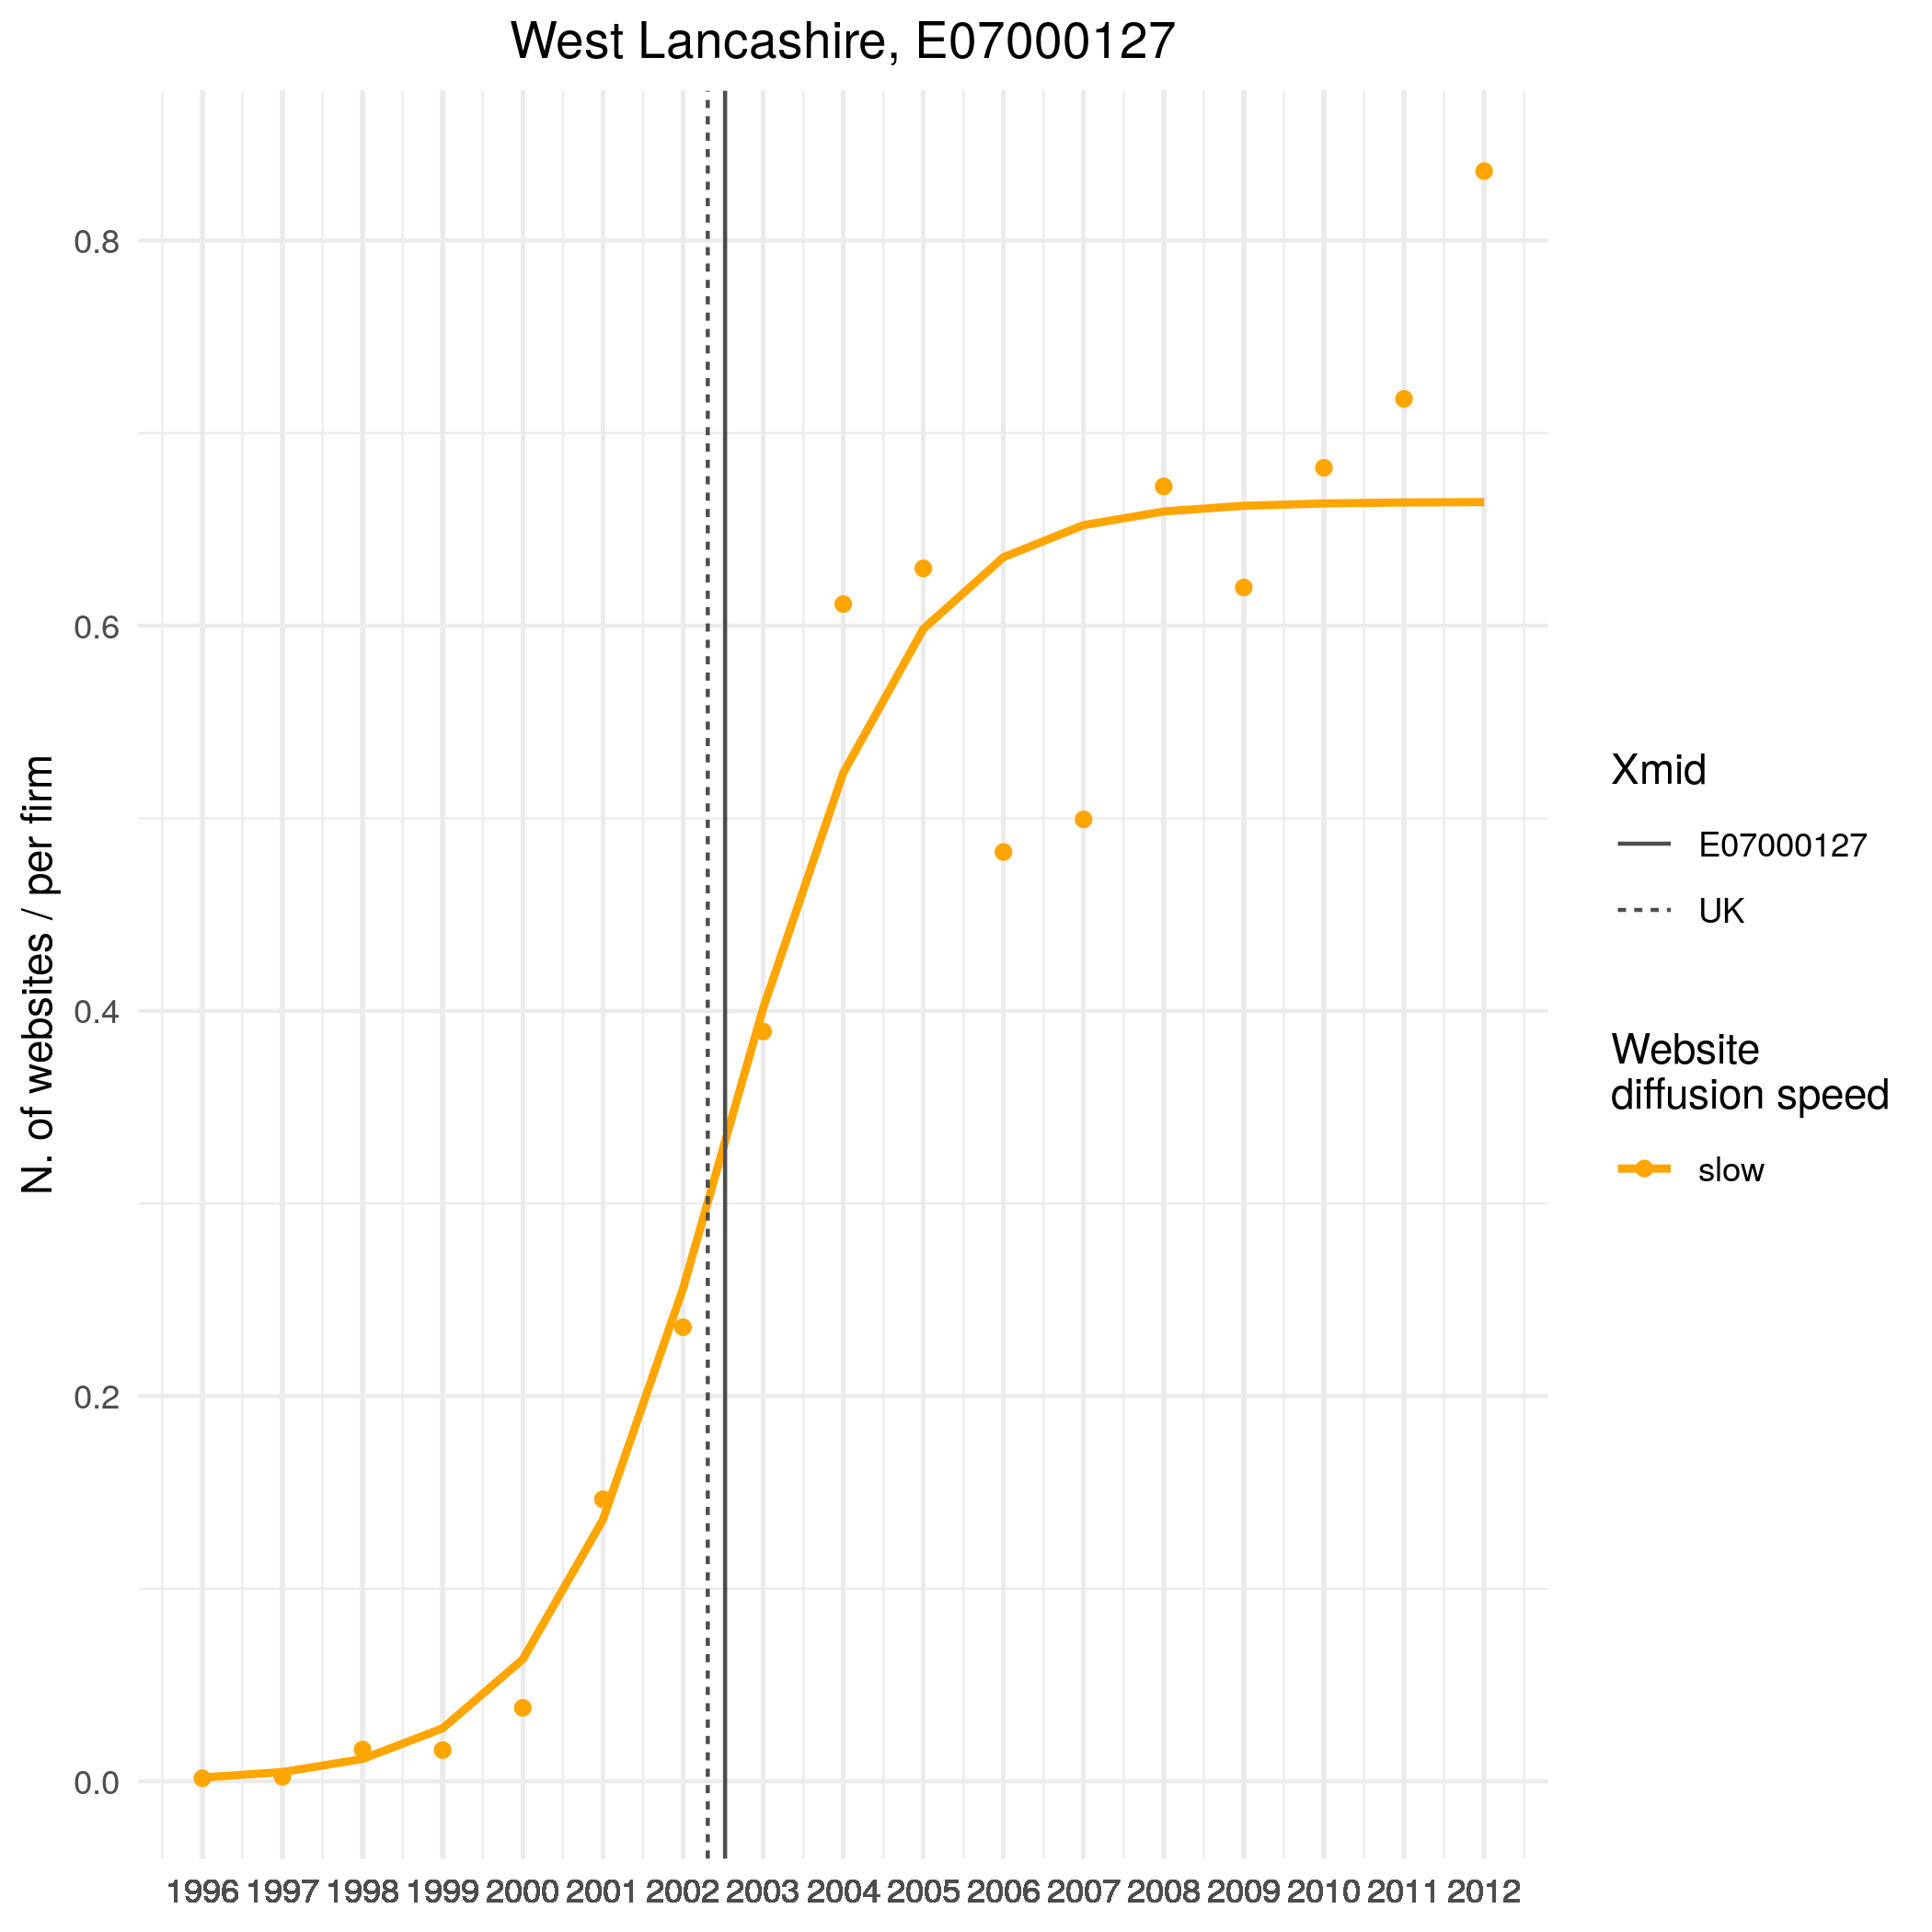 West Lancashire, E07000127
N. of websites / per firm
0.8
0.6
0.4
0.2
0.0
1996 1997 1998 1999 2000 2001 2002 2003 2004 2005 2006 2007 2008 2009 2010 2011 2012
Xmid
E07000127
UK
Website
diffusion speed
slow